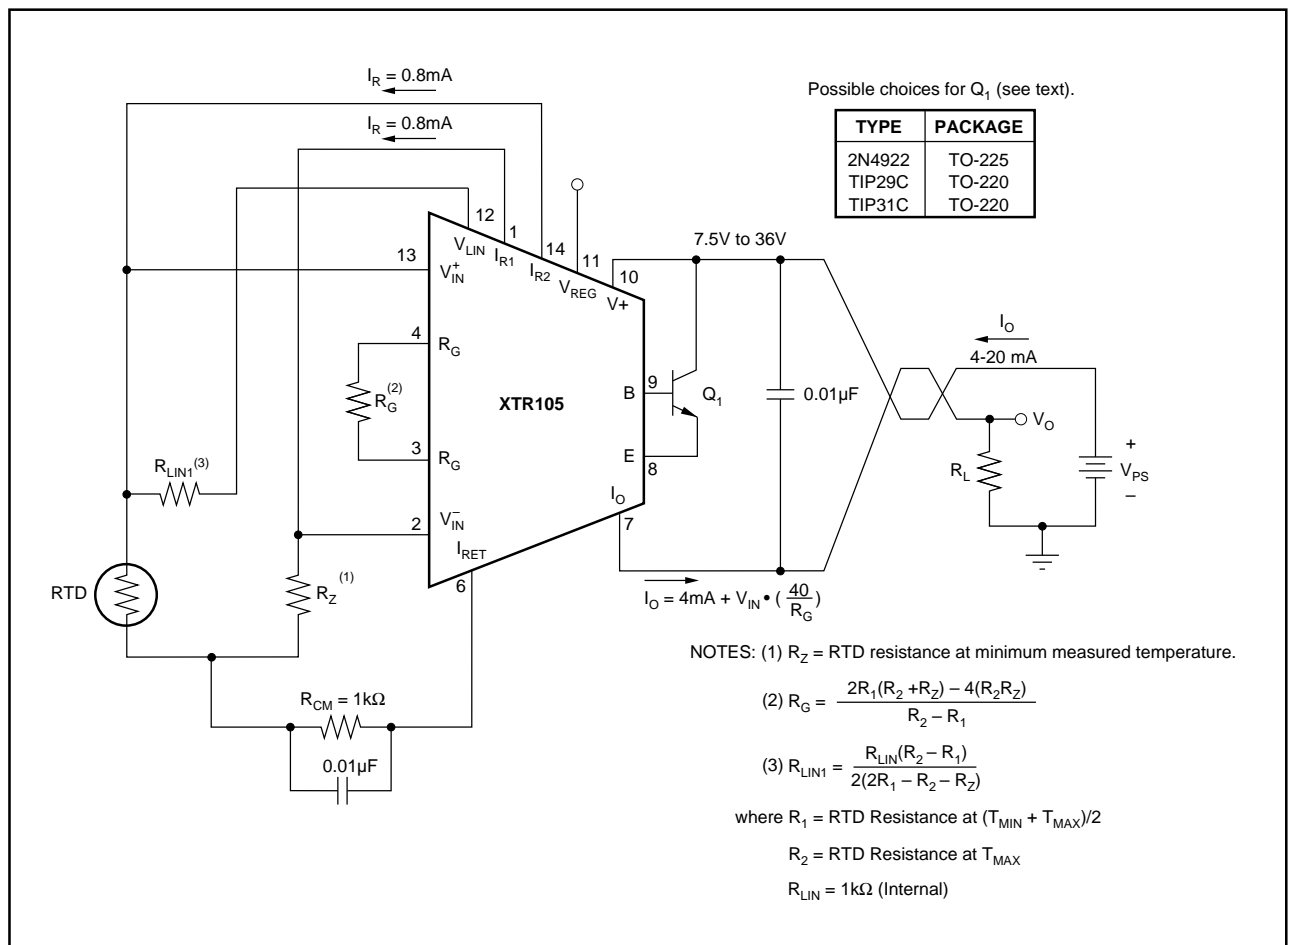 I_R = 0.8mA
I_R = 0.8mA
Possible choices for Q_1 (see text).
TYPE PACKAGE
2N4922 TO-225
TIP29C TO-220
TIP31C TO-220
7.5V to 36V
12
1
14
11
10
13
V_LIN
I_R1
I_R2
V_REG
V+
V_IN^+
4
R_G
R_G^(2)
XTR105
B
9
Q_1
0.01µF
I_O
4-20 mA
V_O
3
R_G
E
8
R_L
+
V_PS
–
R_LIN1^(3)
I_O
7
2
V_IN^–
I_RET
6
RTD
R_Z^(1)
I_O = 4mA + V_IN • (40/R_G)
R_CM = 1kΩ
0.01µF
NOTES: (1) R_Z = RTD resistance at minimum measured temperature.
(2) R_G = 2R_1(R_2 +R_Z) – 4(R_2R_Z) / R_2 – R_1
(3) R_LIN1 = R_LIN(R_2 – R_1) / 2(2R_1 – R_2 – R_Z)
where R_1 = RTD Resistance at (T_MIN + T_MAX)/2
R_2 = RTD Resistance at T_MAX
R_LIN = 1kΩ (Internal)